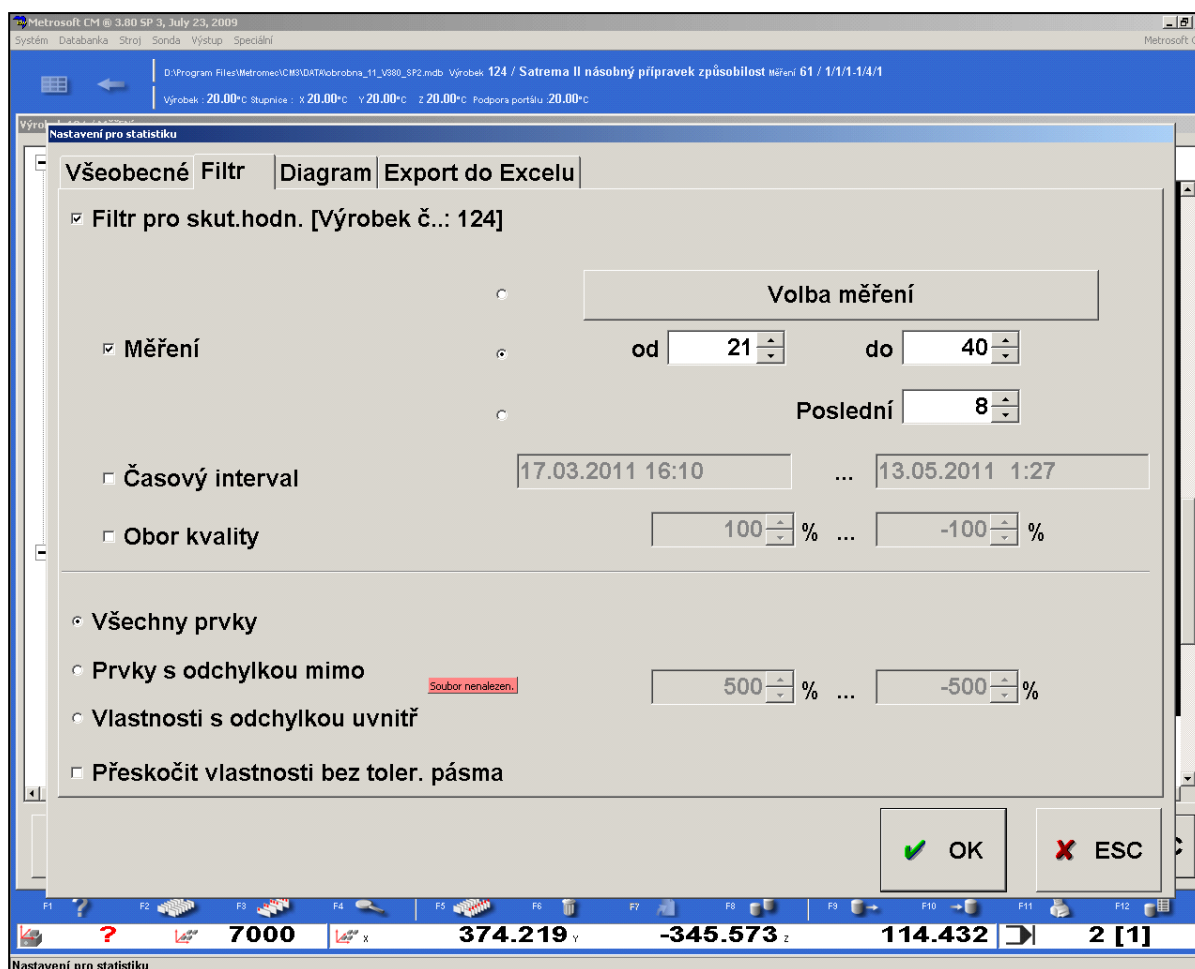 Metrosoft CM ® 3.80 SP 3, July 23, 2009
Systém Databanka Stroj Sonda Výstup Speciální Metrosoft C
D:\Program Files\Metromec\CM3\DATA\obrobna_11_V380_SP2.mdb Výrobek 124 / Satrema II násobný přípravek způsobilost Měření 61 / 1/1/1-1/4/1
Výrobek : 20.00°C Stupnice : X 20.00°C Y 20.00°C Z 20.00°C Podpora portálu :20.00°C
Nastavení pro statistiku
Všeobecné Filtr Diagram Export do Excelu
Filtr pro skut.hodn. [Výrobek č..: 124]
Volba měření
Měření od 21 do 40
Poslední 8
Časový interval 17.03.2011 16:10 ... 13.05.2011 1:27
Obor kvality 100 % ... -100 %
Všechny prvky
Prvky s odchylkou mimo
Soubor nenalezen. 500 % ... -500 %
Vlastnosti s odchylkou uvnitř
Přeskočit vlastnosti bez toler. pásma
OK ESC
F1 F2 F3 F4 F5 F6 F7 F8 F9 F10 F11 F12
? 7000 X 374.219 Y -345.573 Z 114.432 2 [1]
Nastavení pro statistiku